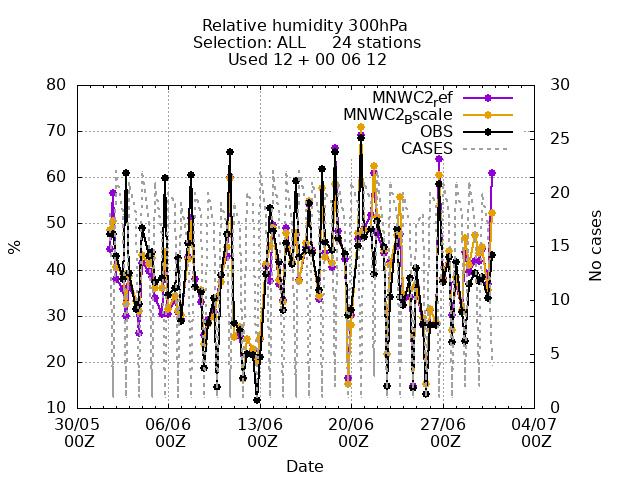 Relative humidity 300hPa
Selection: ALL 24 stations
Used 12 + 00 06 12
MNWC2ref
MNWC2Bscale
OBS
CASES
%
80
70
60
50
40
30
20
10
No cases
30
25
20
15
10
5
0
30/05 06/06 13/06 20/06 27/06 04/07
00Z 00Z 00Z 00Z 00Z 00Z
Date